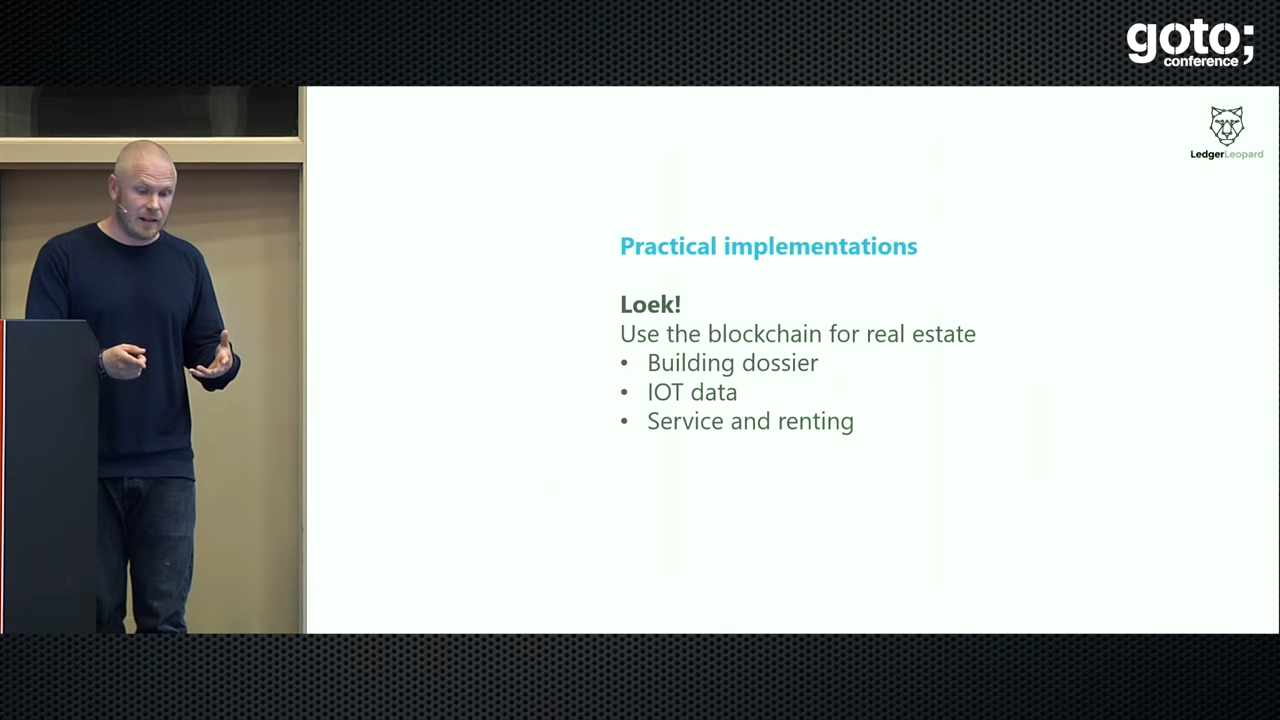 goto;
conference
LedgerLeopard
Practical implementations
Loek!
Use the blockchain for real estate
• Building dossier
• IOT data
• Service and renting